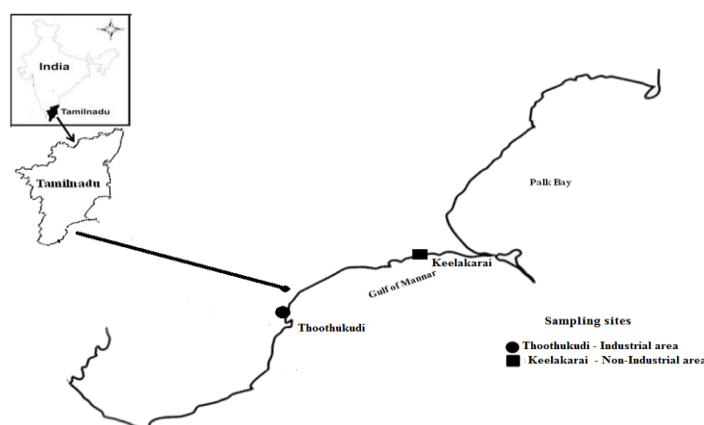 India
Tamilnadu
Tamilnadu
Palk Bay
Keelakarai
Gulf of Mannar
Thoothukudi
Sampling sites
Thoothukudi - Industrial area
Keelakarai - Non-Industrial area